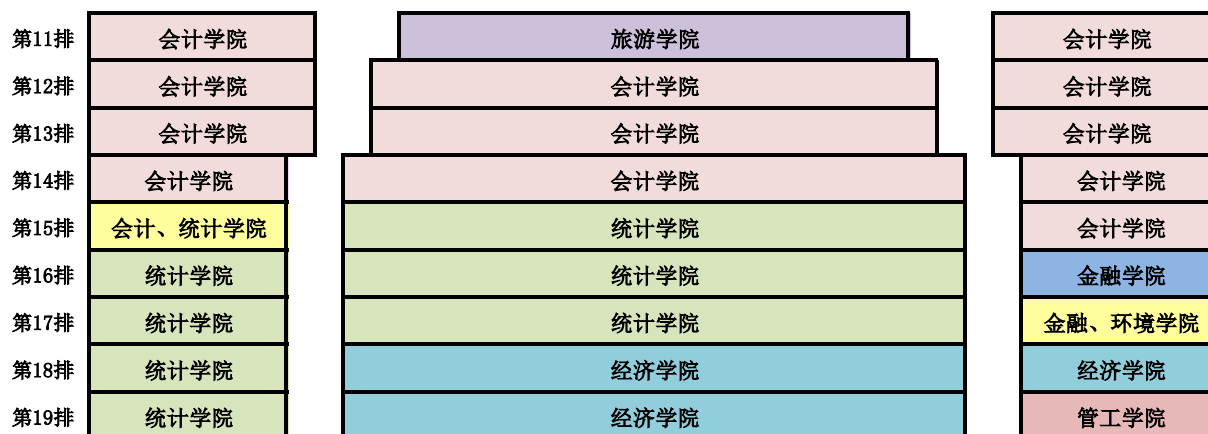 第11排 会计学院 旅游学院 会计学院
第12排 会计学院 会计学院 会计学院
第13排 会计学院 会计学院 会计学院
第14排 会计学院 会计学院 会计学院
第15排 会计、统计学院 统计学院 会计学院
第16排 统计学院 统计学院 金融学院
第17排 统计学院 统计学院 金融、环境学院
第18排 统计学院 经济学院 经济学院
第19排 统计学院 经济学院 管工学院